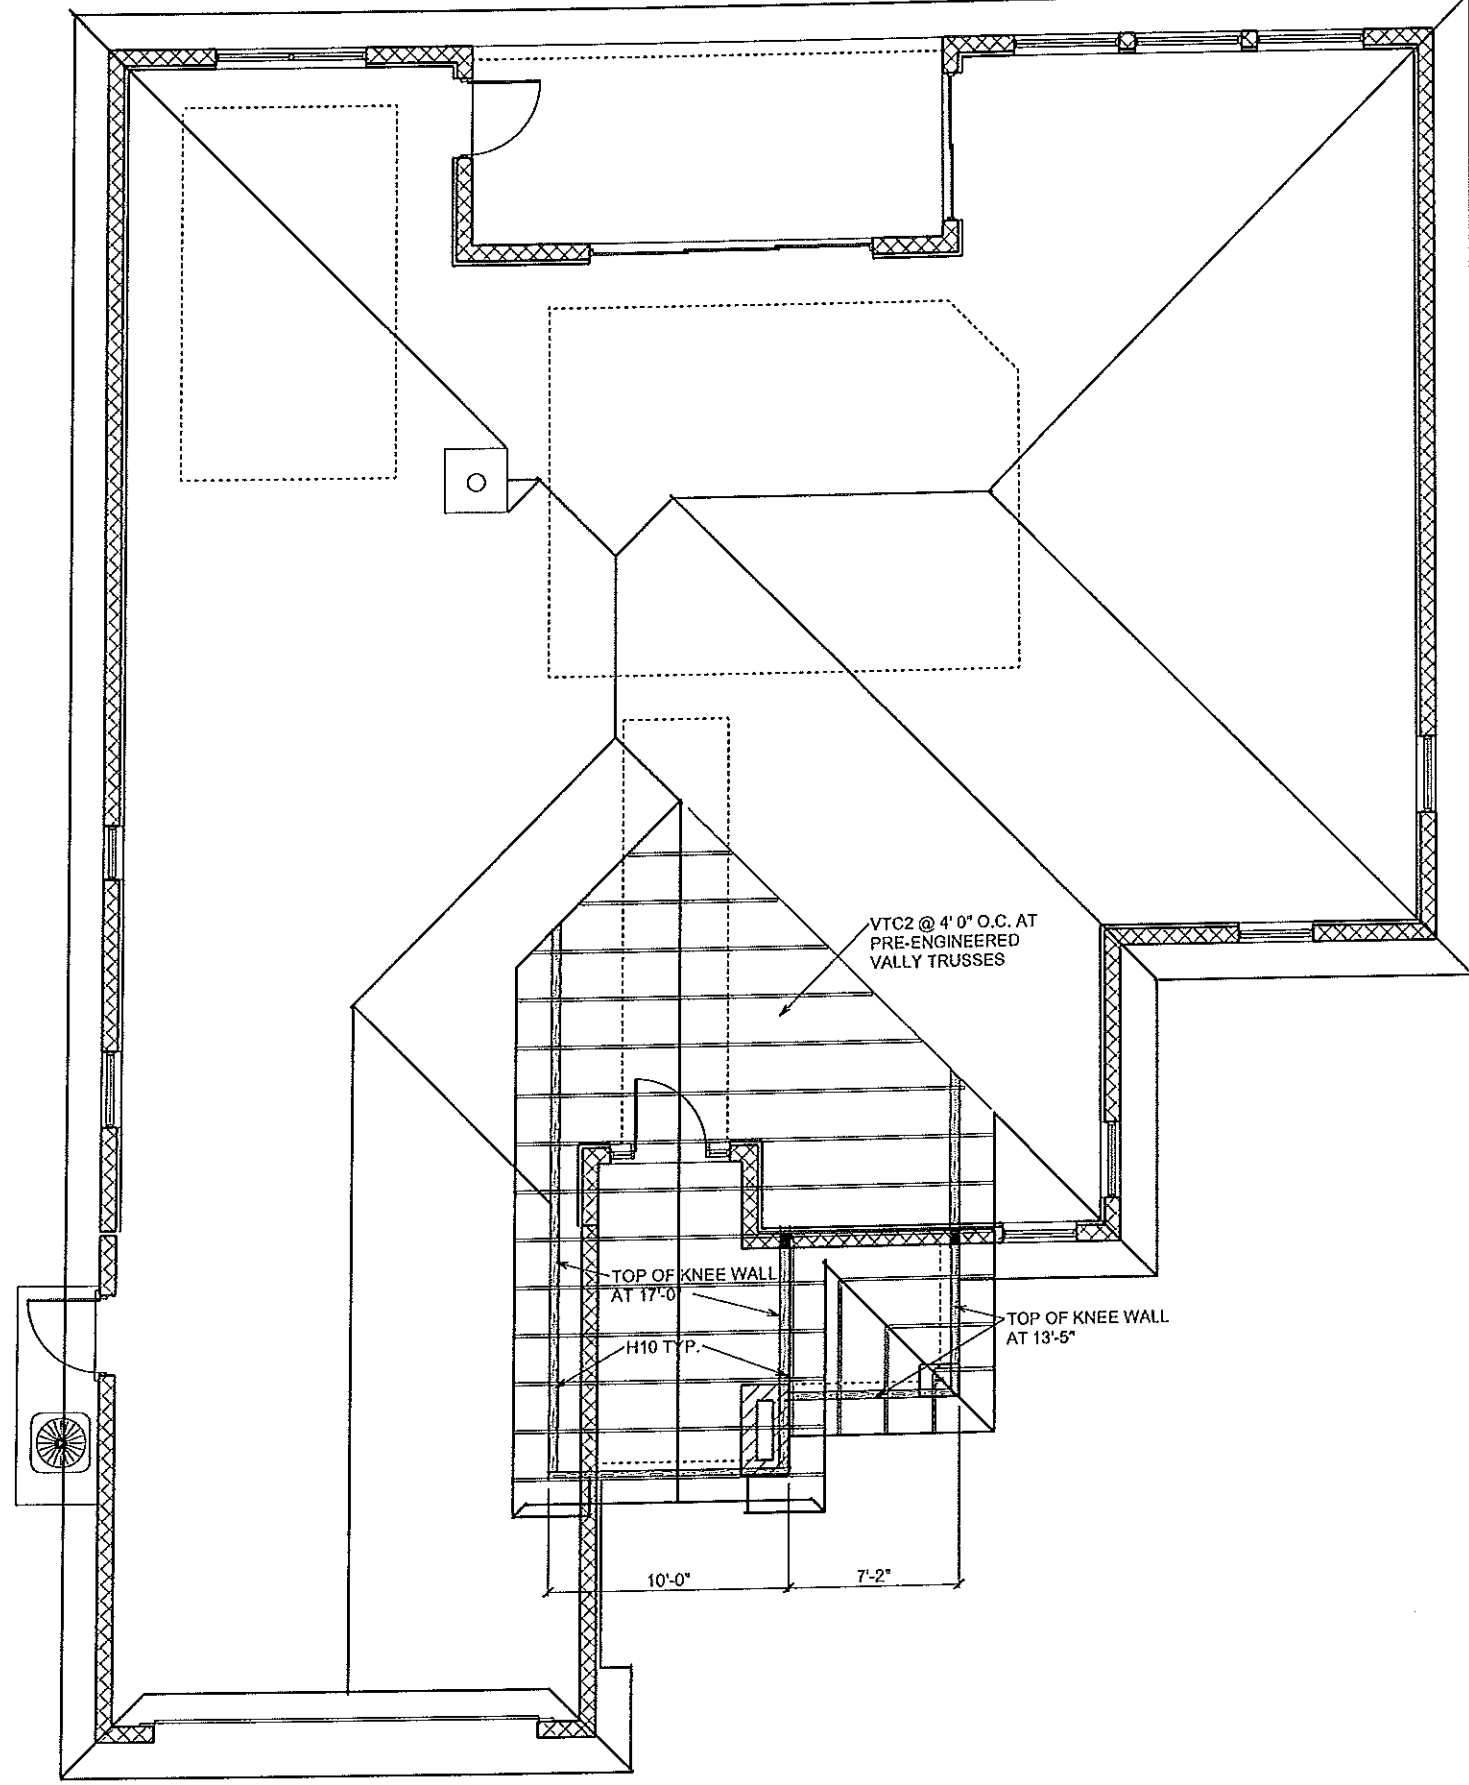 VTC2 @ 4' 0" O.C. AT
PRE-ENGINEERED
VALLY TRUSSES
TOP OF KNEE WALL
AT 17'-0"
TOP OF KNEE WALL
AT 13'-5"
H10 TYP.
10'-0"
7'-2"